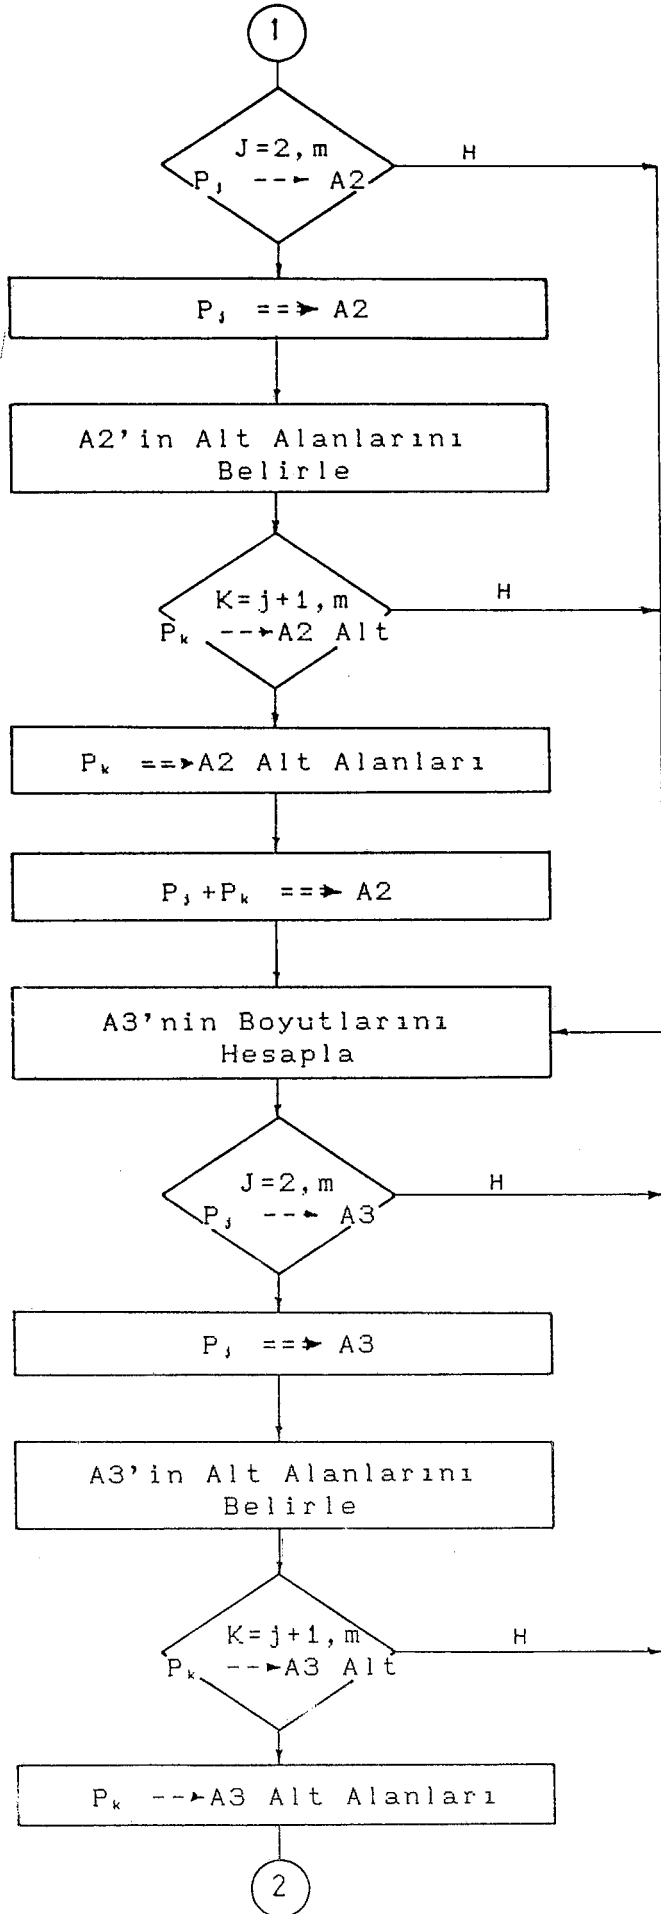 1
J=2,m
H
Pj --→ A2
Pj ==→ A2
A2'in Alt Alanlarını
Belirle
H
K=j+1,m
Pk --→A2 Alt
Pk ==→A2 Alt Alanları
Pj+Pk ==→ A2
A3'nin Boyutlarını
Hesapla
J=2,m
H
Pj --→ A3
Pj ==→ A3
A3'in Alt Alanlarını
Belirle
K=j+1,m
H
Pk --→A3 Alt
Pk --→A3 Alt Alanları
2